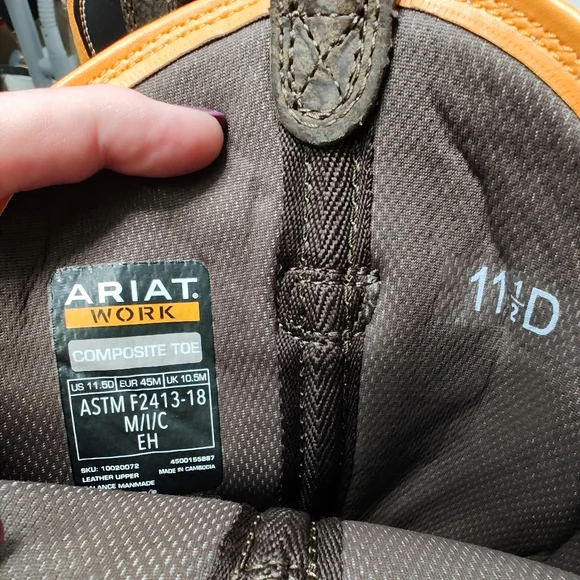 ARIAT.
WORK
COMPOSITE TOE
US 11.5D EUR 45M UK 10.5M
ASTM F2413-18
M/I/C
EH
SKU: 10020072 4500155887
LEATHER UPPER MADE IN CAMBODIA
BALANCE MANMADE
11½D